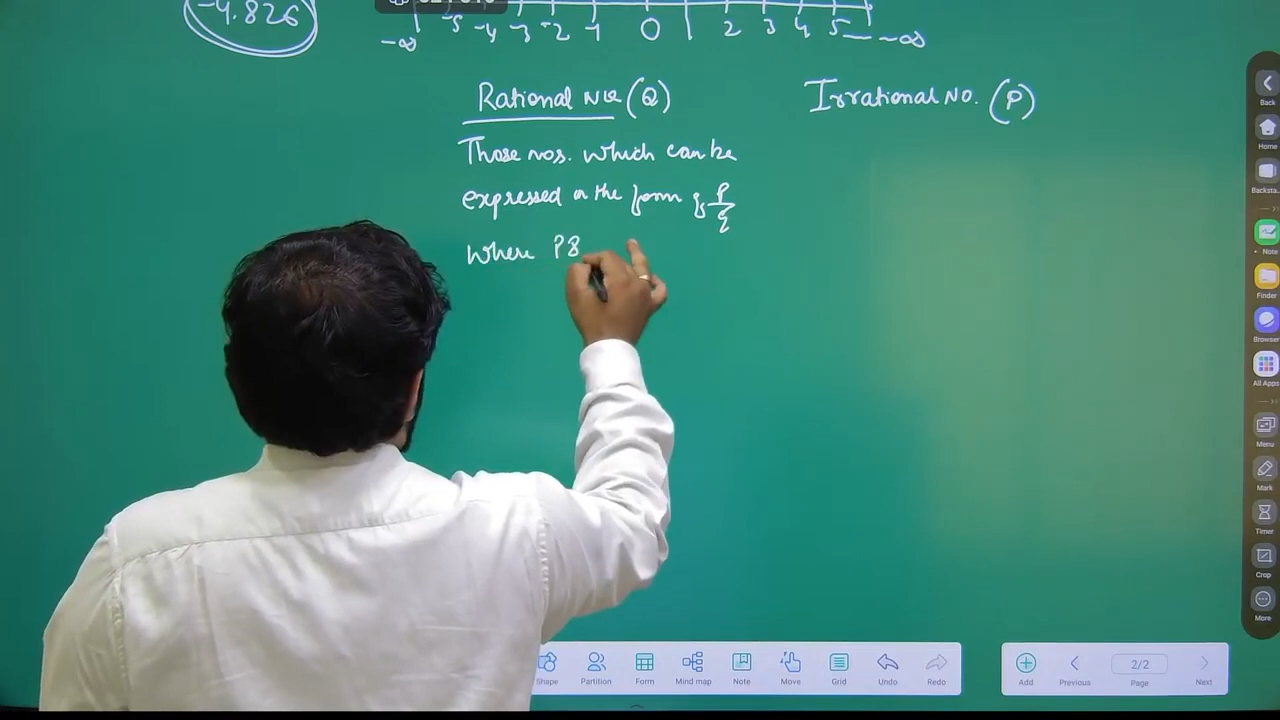 -4.826
-∞ -5 -4 -3 -2 -1 0 1 2 3 4 5 -∞
Rational No (Q)
Irrational No. (P)
Those nos. which can be
expressed in the form of P/q
Where P &
Back
Home
Backsta..
Note
Finder
Browser
All Apps
Menu
Mark
Timer
Crop
More
Shape Partition Form Mind map Note Move Grid Undo Redo
Add Previous 2/2 Page Next